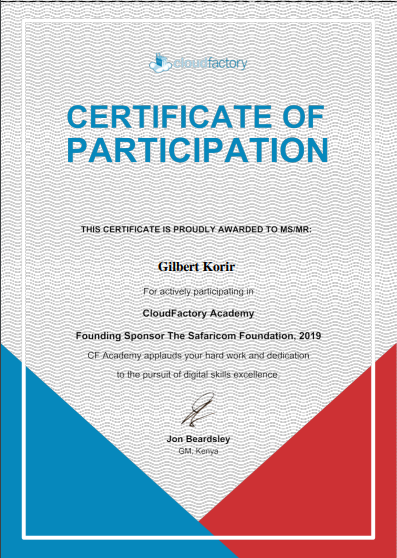 cloudfactory
CERTIFICATE OF
PARTICIPATION
THIS CERTIFICATE IS PROUDLY AWARDED TO MS/MR:
Gilbert Korir
For actively participating in
CloudFactory Academy
Founding Sponsor The Safaricom Foundation, 2019
CF Academy applauds your hard work and dedication
to the pursuit of digital skills excellence.
Jon Beardsley
GM, Kenya